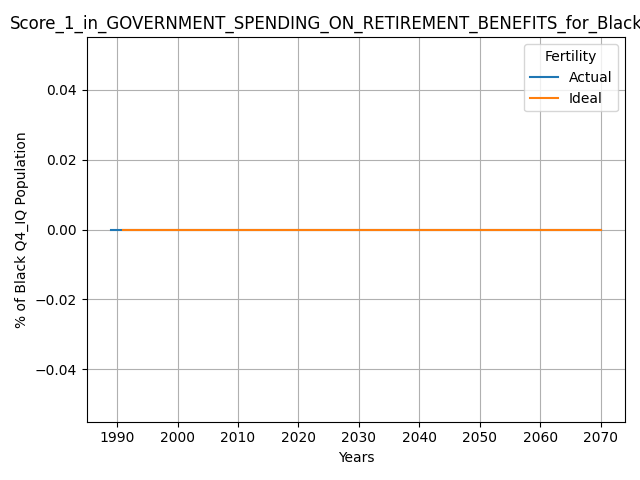 Score_1_in_GOVERNMENT_SPENDING_ON_RETIREMENT_BENEFITS_for_Black
Fertility
Actual
Ideal
% of Black Q4_IQ Population
0.04
0.02
0.00
−0.02
−0.04
1990 2000 2010 2020 2030 2040 2050 2060 2070
Years